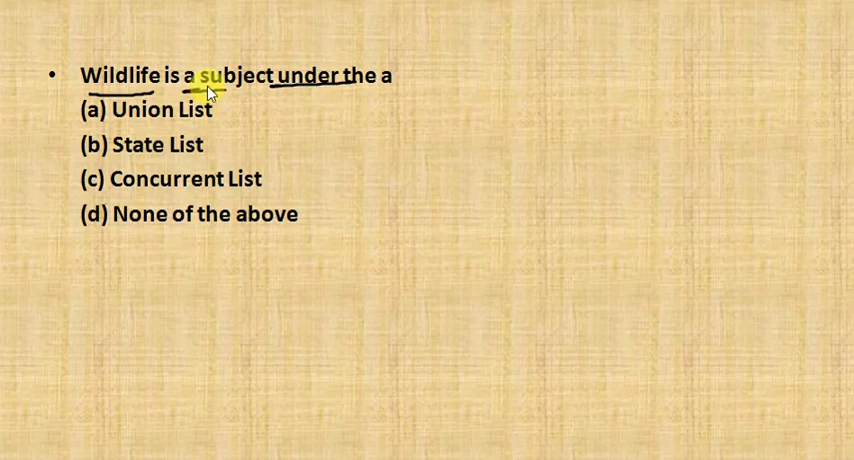 • Wildlife is a subject under the a
(a) Union List
(b) State List
(c) Concurrent List
(d) None of the above